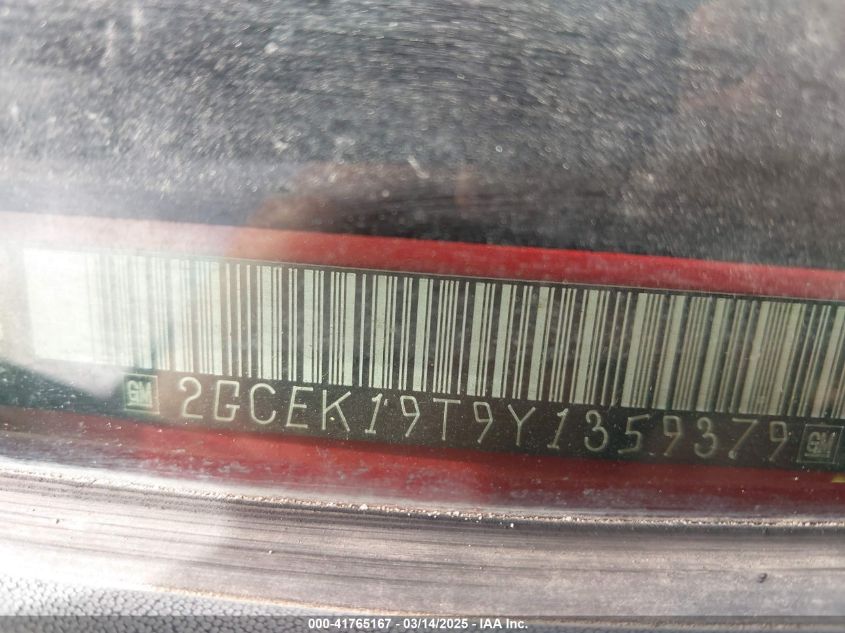 GM 2GCEK19T9Y1359379 GM
000-41765167 - 03/14/2025 - IAA Inc.